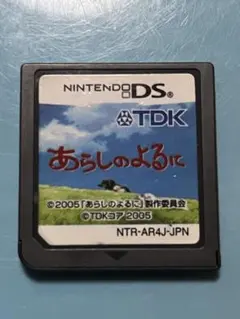 NINTENDO DS
TDK
あらしのよるに
©2005「あらしのよるに」製作委員会
©TDKコア 2005
NTR-AR4J-JPN